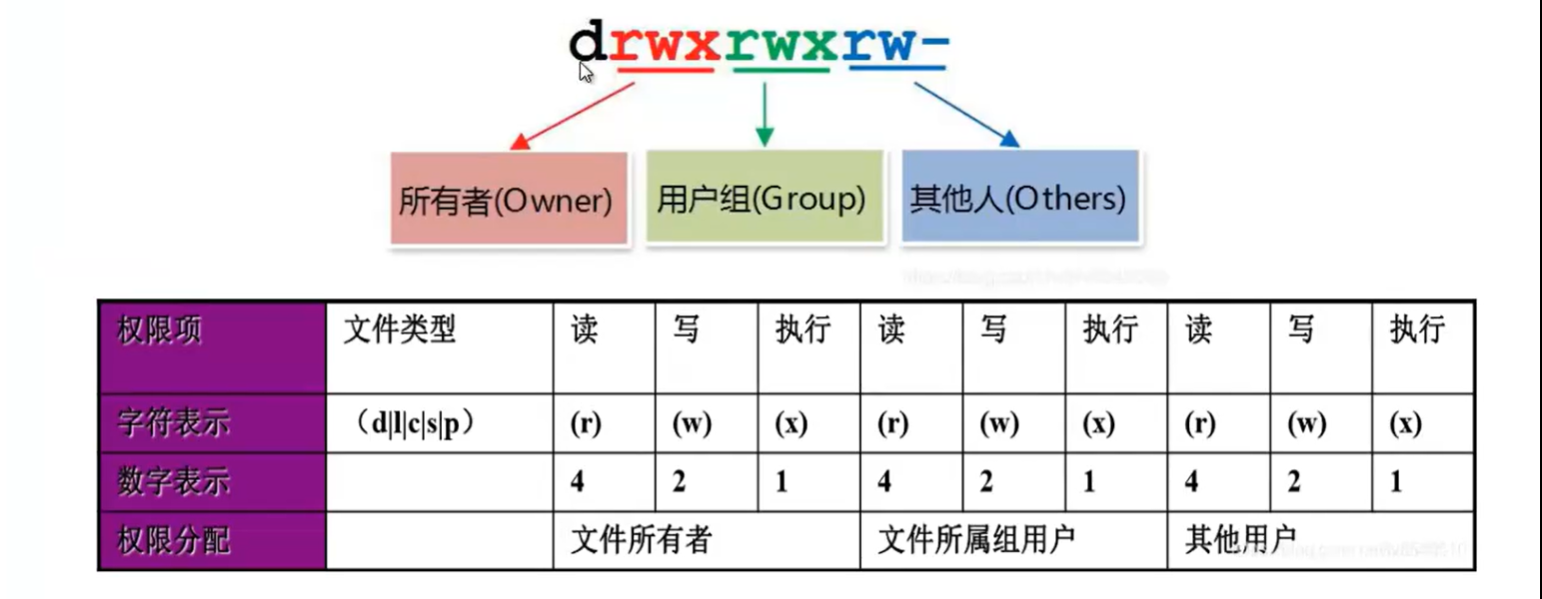 drwxrwxrw-
所有者(Owner) 用户组(Group) 其他人(Others)
权限项 文件类型 读 写 执行 读 写 执行 读 写 执行
字符表示 （d|l|c|s|p） (r) (w) (x) (r) (w) (x) (r) (w) (x)
数字表示 4 2 1 4 2 1 4 2 1
权限分配 文件所有者 文件所属组用户 其他用户